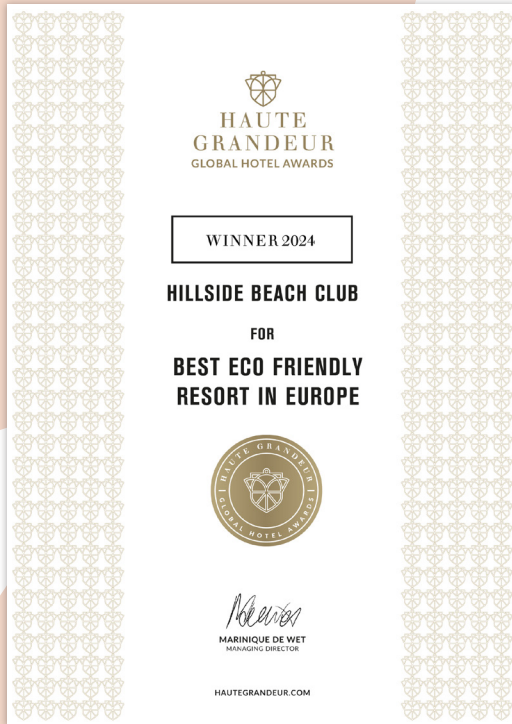 HAUTE
GRANDEUR
GLOBAL HOTEL AWARDS
WINNER 2024
HILLSIDE BEACH CLUB
FOR
BEST ECO FRIENDLY
RESORT IN EUROPE
HAUTE GRANDEUR
GLOBAL HOTEL AWARDS
MARINIQUE DE WET
MANAGING DIRECTOR
HAUTEGRANDEUR.COM